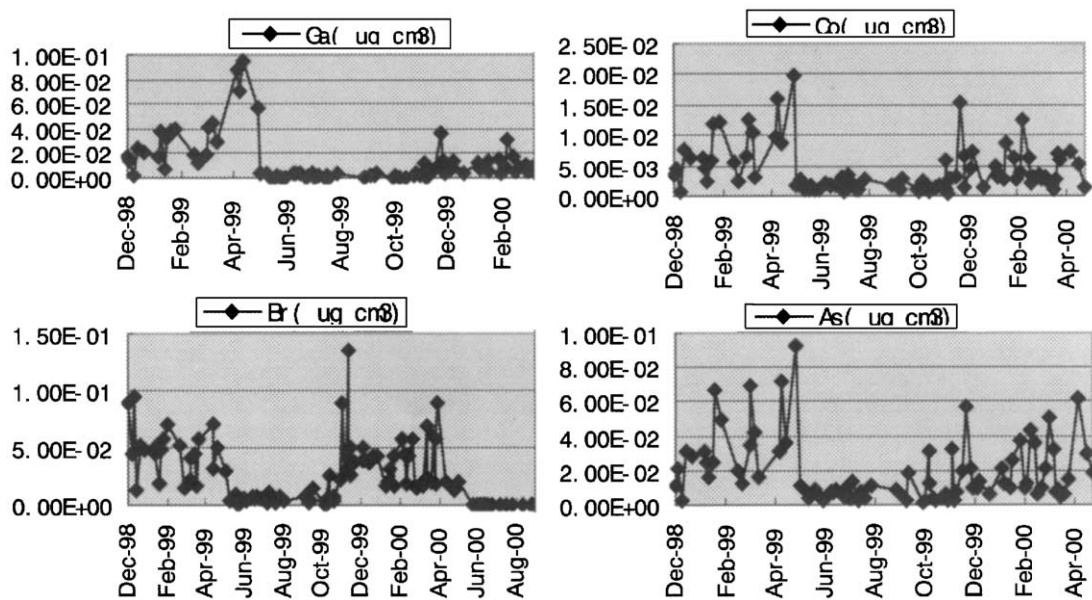 Ga( ug cm3)
1.00E-01
8.00E-02
6.00E-02
4.00E-02
2.00E-02
0.00E+00
Dec-98
Feb-99
Apr-99
Jun-99
Aug-99
Oct-99
Dec-99
Feb-00
Co( ug cm3)
2.50E-02
2.00E-02
1.50E-02
1.00E-02
5.00E-03
0.00E+00
Dec-98
Feb-99
Apr-99
Jun-99
Aug-99
Oct-99
Dec-99
Feb-00
Apr-00
Br( ug cm3)
1.50E-01
1.00E-01
5.00E-02
0.00E+00
Dec-98
Feb-99
Apr-99
Jun-99
Aug-99
Oct-99
Dec-99
Feb-00
Apr-00
Jun-00
Aug-00
As( ug cm3)
1.00E-01
8.00E-02
6.00E-02
4.00E-02
2.00E-02
0.00E+00
Dec-98
Feb-99
Apr-99
Jun-99
Aug-99
Oct-99
Dec-99
Feb-00
Apr-00